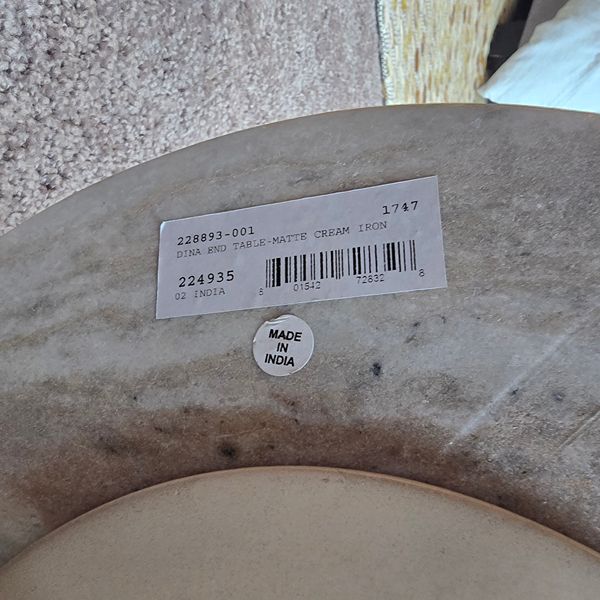 228893-001 1747
DINA END TABLE-MATTE CREAM IRON
224935
02 INDIA
8 01542 72832 8
MADE
IN
INDIA